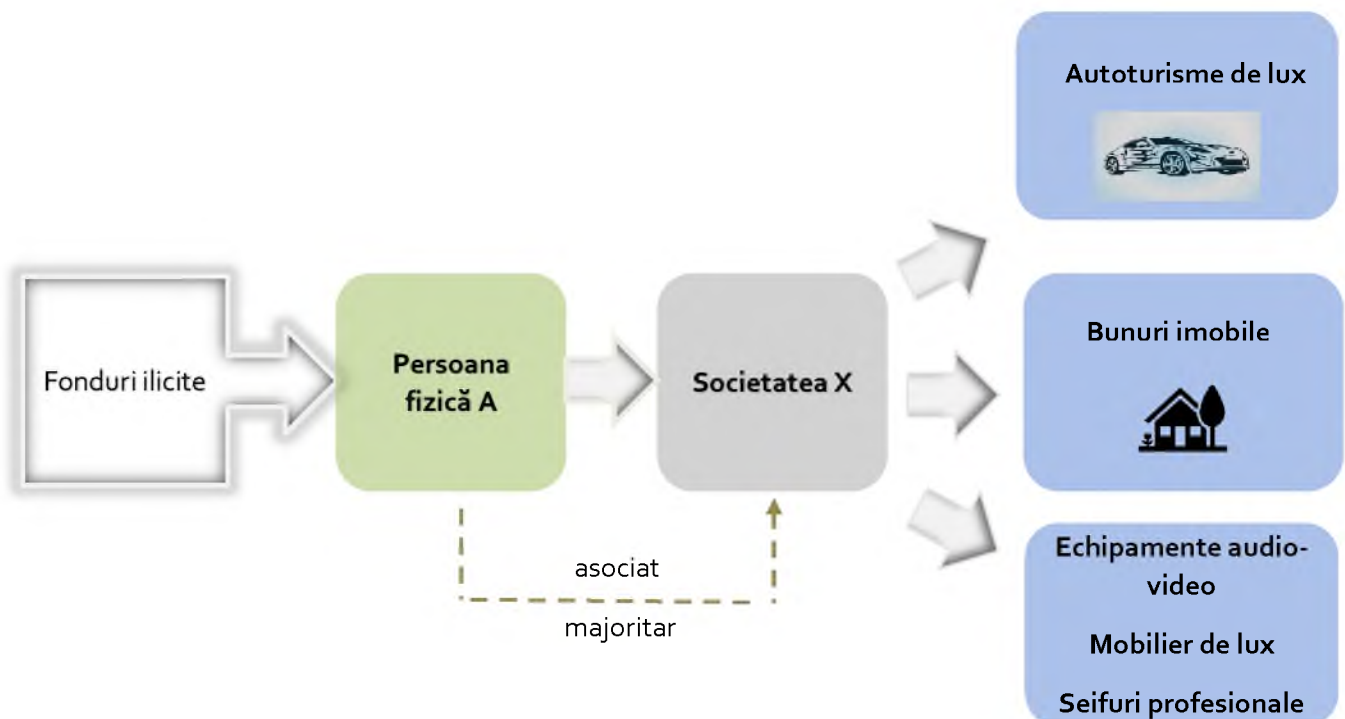 Autoturisme de lux
Fonduri ilicite
Persoana
fizică A
Societatea X
Bunuri imobile
asociat
majoritar
Echipamente audio-
video
Mobilier de lux
Seifuri profesionale